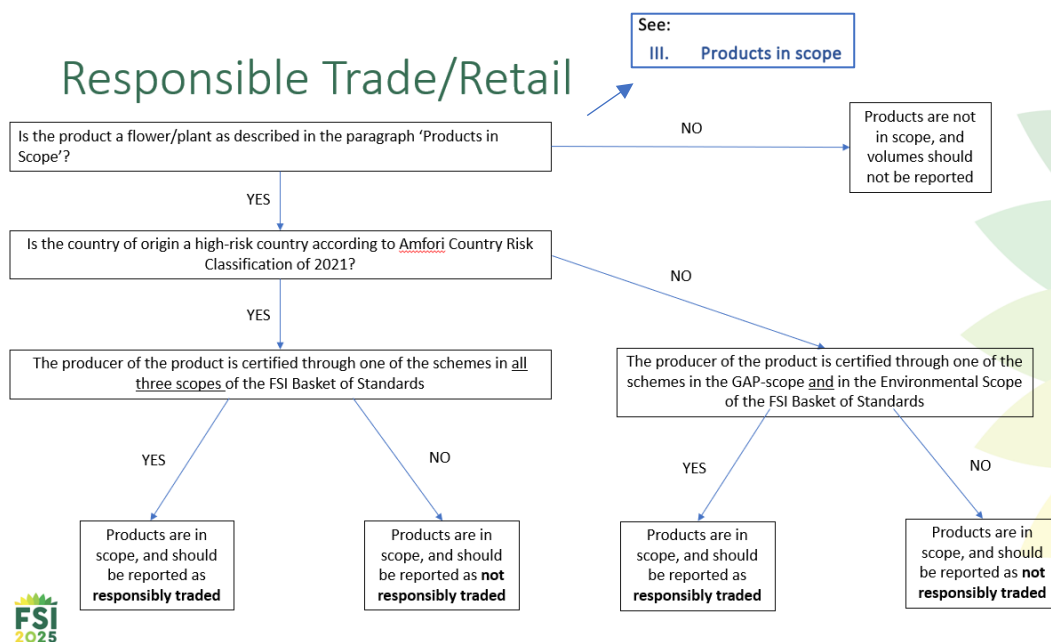 See:
III. Products in scope
Responsible Trade/Retail
Is the product a flower/plant as described in the paragraph 'Products in
Scope'?
NO
Products are not
in scope, and
volumes should
not be reported
YES
Is the country of origin a high-risk country according to Amfori Country Risk
Classification of 2021?
NO
YES
The producer of the product is certified through one of the schemes in all
three scopes of the FSI Basket of Standards
The producer of the product is certified through one of the
schemes in the GAP-scope and in the Environmental Scope
of the FSI Basket of Standards
YES
NO
YES
NO
Products are in
scope, and should
be reported as
responsibly traded
Products are in
scope, and should
be reported as not
responsibly traded
Products are in
scope, and should
be reported as
responsibly traded
Products are in
scope, and should
be reported as not
responsibly traded
FSI
2025